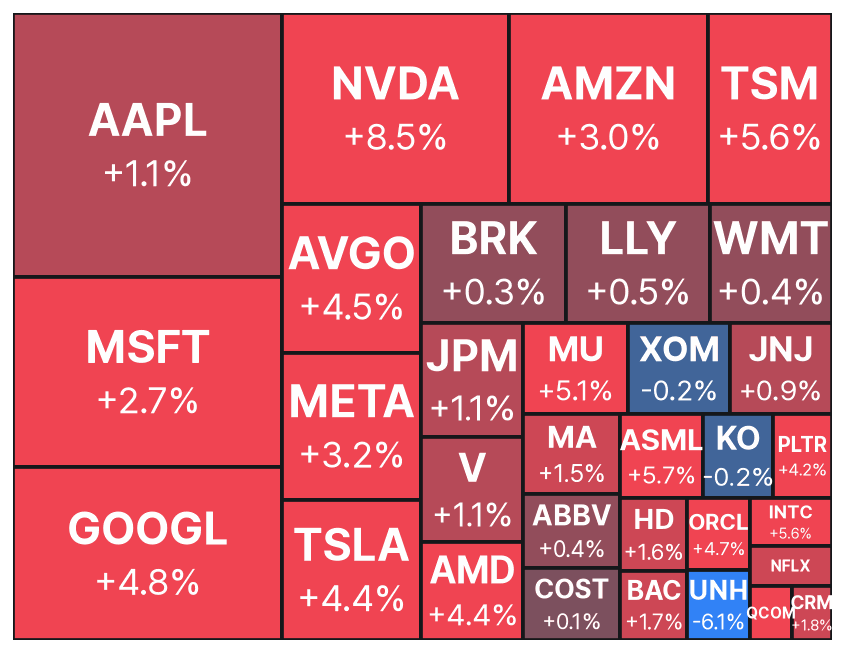 AAPL
+1.1%
NVDA
+8.5%
AMZN
+3.0%
TSM
+5.6%
MSFT
+2.7%
GOOGL
+4.8%
AVGO
+4.5%
META
+3.2%
TSLA
+4.4%
BRK
+0.3%
LLY
+0.5%
WMT
+0.4%
JPM
+1.1%
V
+1.1%
AMD
+4.4%
MU
+5.1%
XOM
-0.2%
JNJ
+0.9%
MA
+1.5%
ASML
+5.7%
KO
-0.2%
PLTR
+4.2%
ABBV
+0.4%
COST
+0.1%
HD
+1.6%
ORCL
+4.7%
BAC
+1.7%
UNH
-6.1%
INTC
+5.6%
NFLX
QCOM
CRM
+1.8%